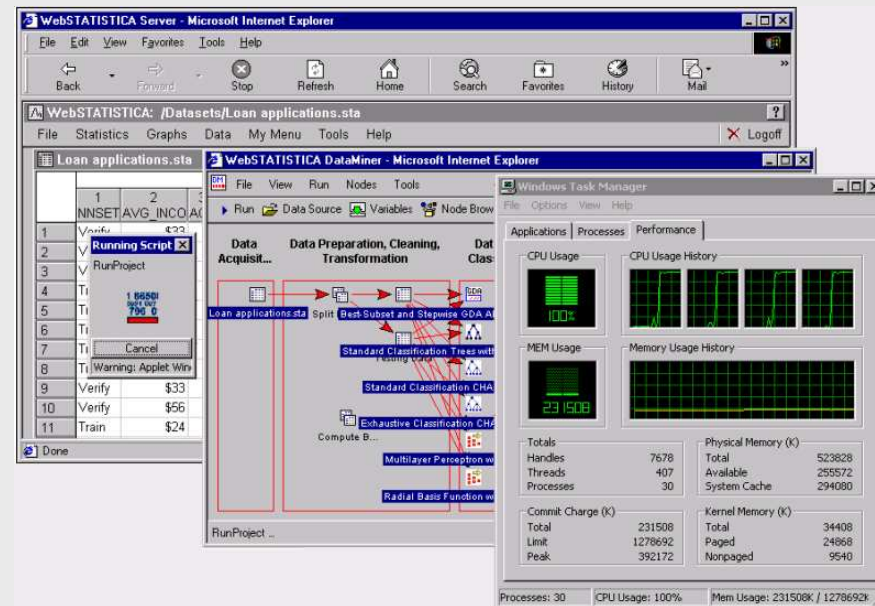 WebSTATISTICA Server - Microsoft Internet Explorer
File Edit View Favorites Tools Help
Back Forward Stop Refresh Home Search Favorites History Mail »
WebSTATISTICA: /Datasets/Loan applications.sta ?
File Statistics Graphs Data My Menu Tools Help Logoff
Loan applications.sta
1 2
NNSET AVG_INCO
1 Verify $33
2
3
4
5
6
7
8
9 Verify $33
10 Verify $56
11 Train $24
Done
Running Script
RunProject
Cancel
Warning: Applet Win
WebSTATISTICA DataMiner - Microsoft Internet Explorer
File View Run Nodes Tools
Run Data Source Variables Node Brow
Data Acquisit...
Data Preparation, Cleaning, Transformation
Loan applications.sta Split Best-Subset and Stepwise GDA
Standard Classification Trees with
Testing Data
Standard Classification CHA
Exhaustive Classification CHA
Compute B...
Multilayer Perceptron w
Radial Basis Function w
RunProject ..
Windows Task Manager
File Options View Help
Applications Processes Performance
CPU Usage CPU Usage History
100%
MEM Usage Memory Usage History
231508
Totals
Handles 7678
Threads 407
Processes 30
Physical Memory (K)
Total 523828
Available 255572
System Cache 294080
Commit Charge (K)
Total 231508
Limit 1278692
Peak 392172
Kernel Memory (K)
Total 34408
Paged 24868
Nonpaged 9540
Processes: 30 CPU Usage: 100% Mem Usage: 231508K / 1278692K